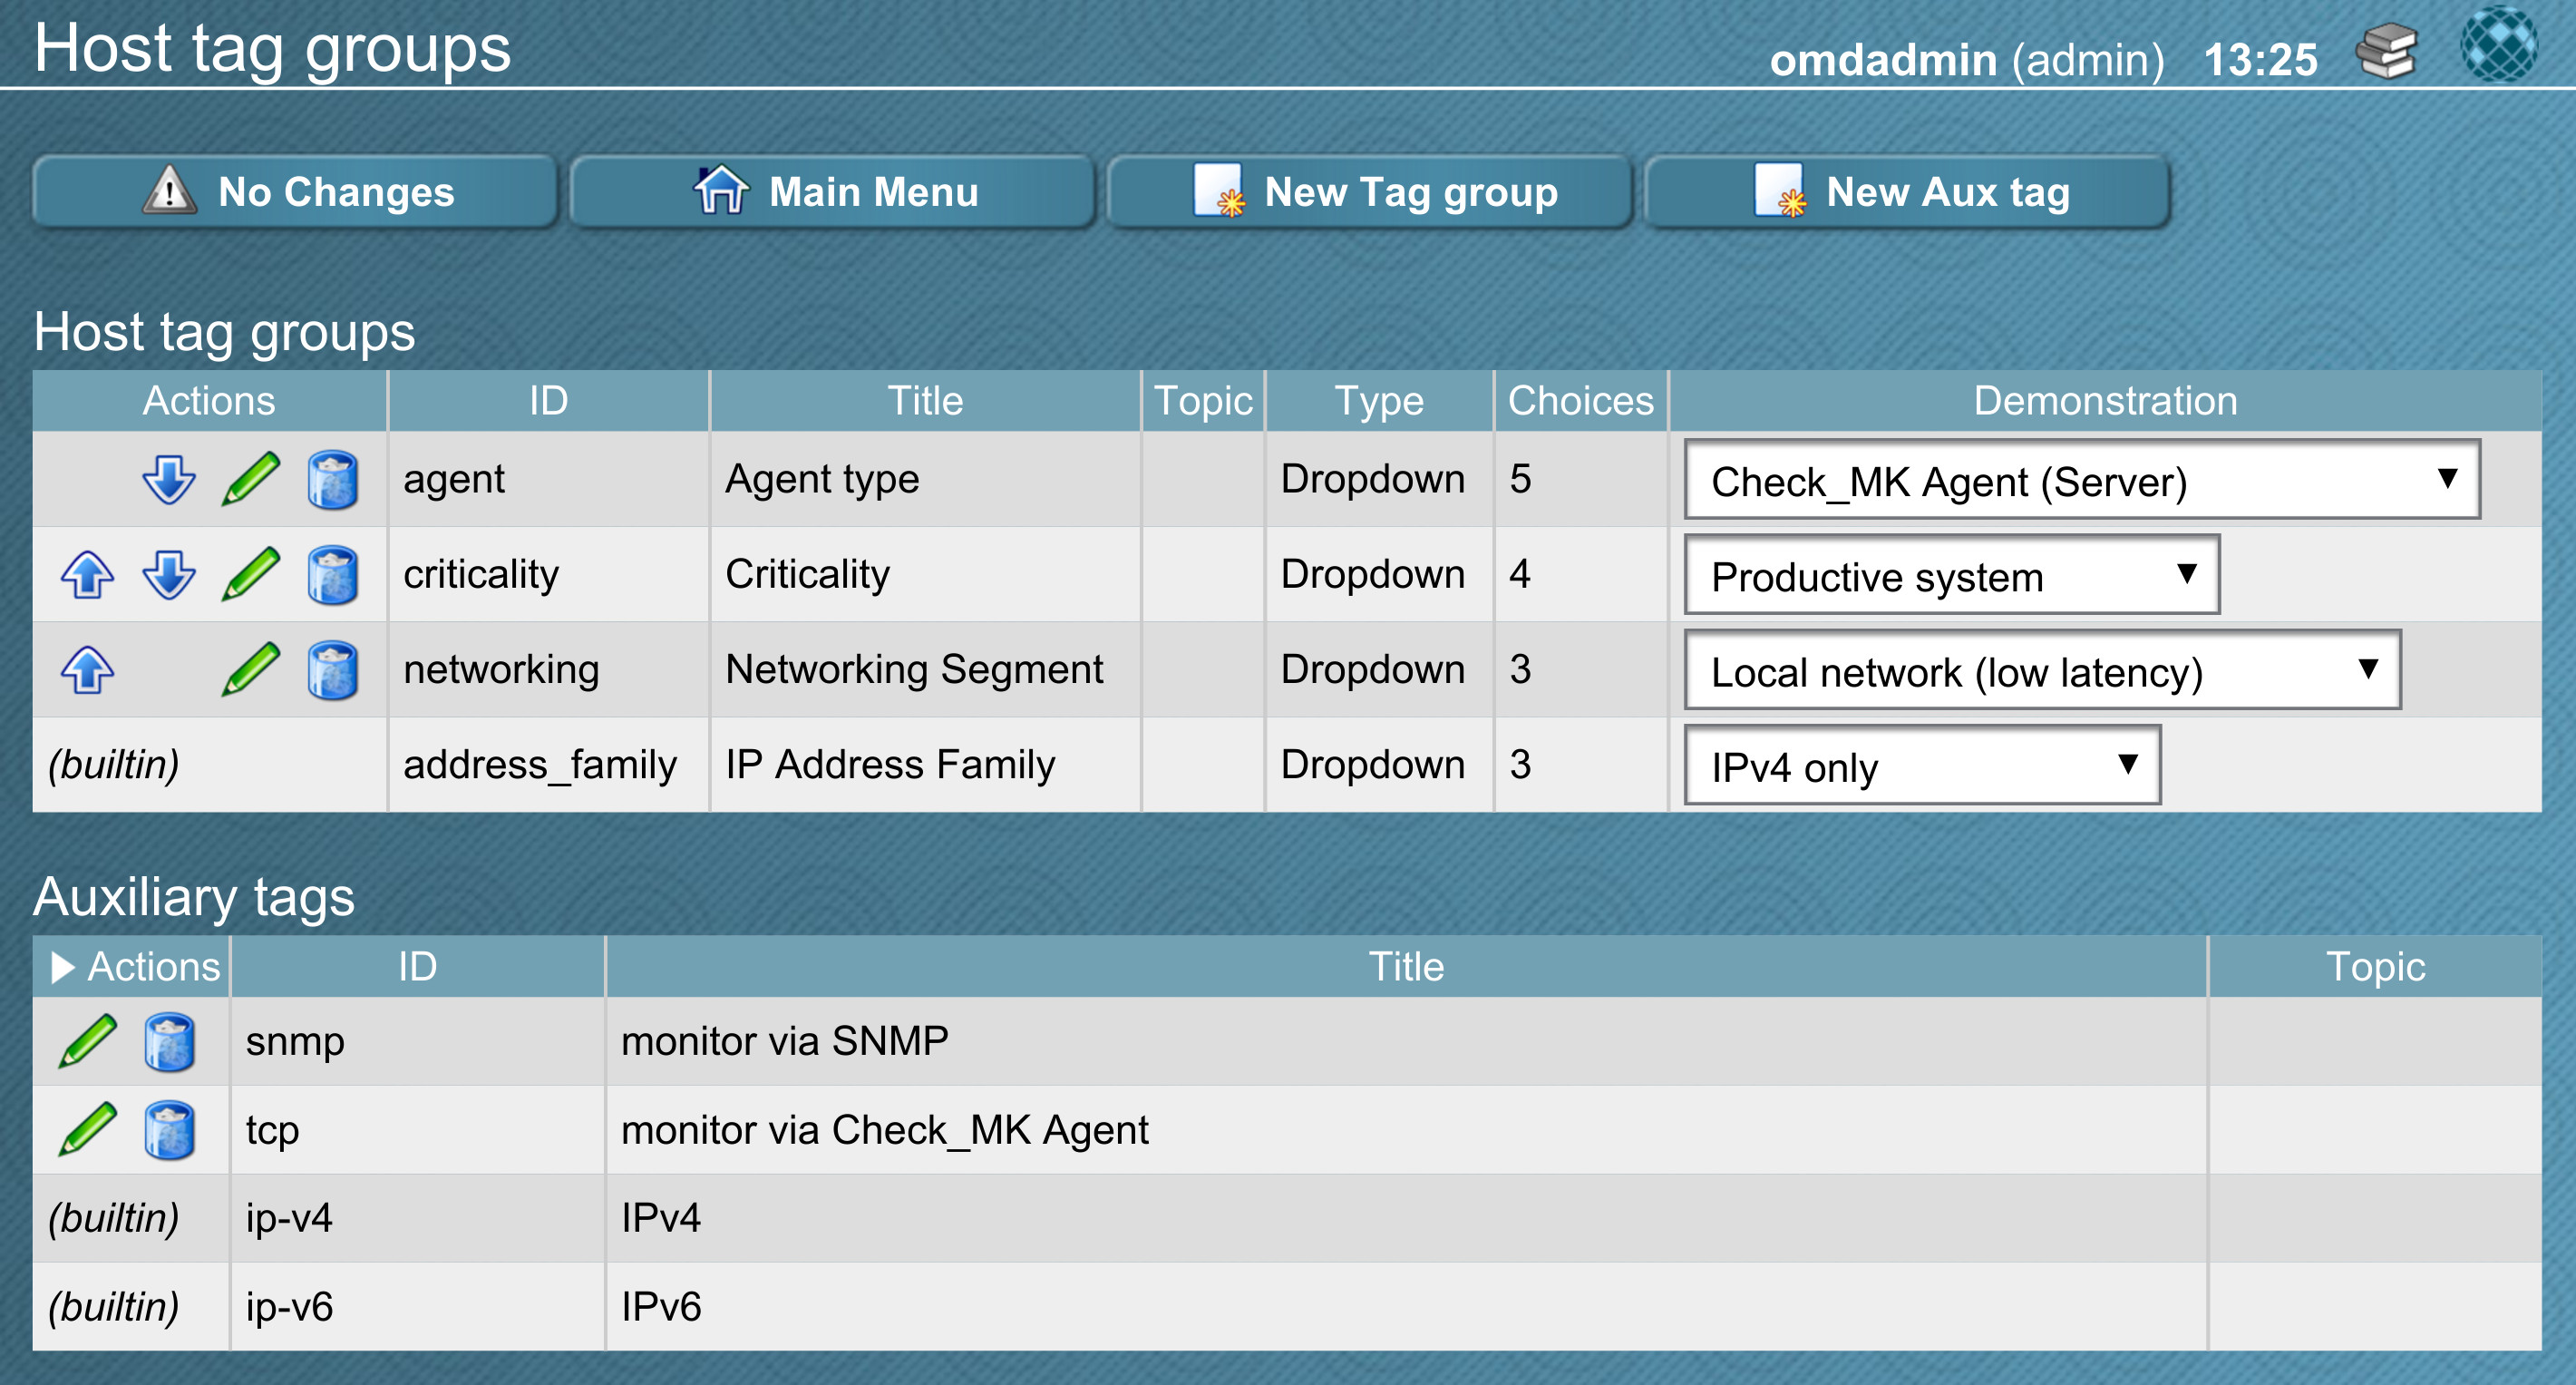 Host tag groups
omdadmin (admin) 13:25
No Changes Main Menu New Tag group New Aux tag
Host tag groups
Actions ID Title Topic Type Choices Demonstration
agent Agent type Dropdown 5 Check_MK Agent (Server)
criticality Criticality Dropdown 4 Productive system
networking Networking Segment Dropdown 3 Local network (low latency)
(builtin) address_family IP Address Family Dropdown 3 IPv4 only
Auxiliary tags
Actions ID Title Topic
snmp monitor via SNMP
tcp monitor via Check_MK Agent
(builtin) ip-v4 IPv4
(builtin) ip-v6 IPv6